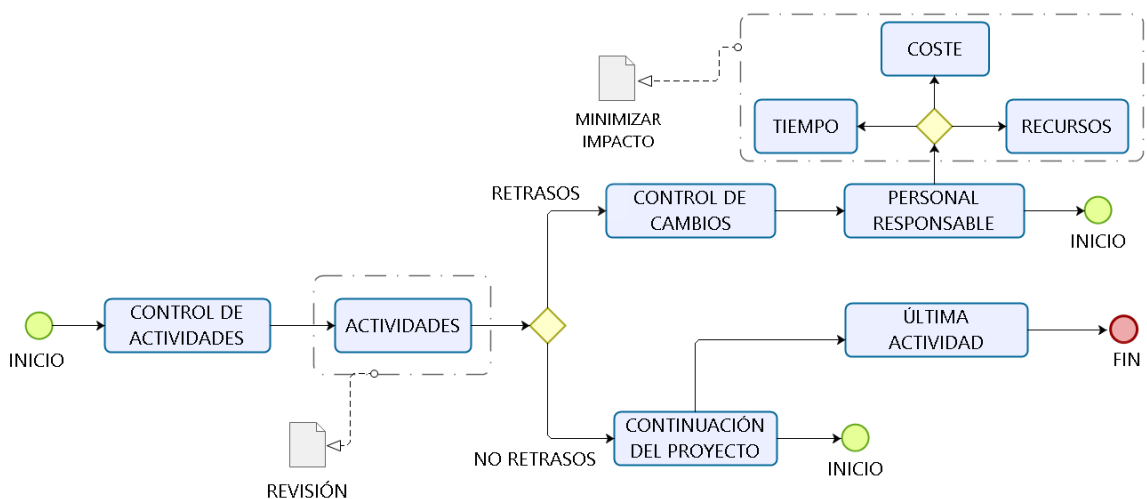 COSTE
TIEMPO
RECURSOS
MINIMIZAR
IMPACTO
RETRASOS
CONTROL DE
CAMBIOS
PERSONAL
RESPONSABLE
INICIO
INICIO
CONTROL DE
ACTIVIDADES
ACTIVIDADES
ÚLTIMA
ACTIVIDAD
FIN
NO RETRASOS
CONTINUACIÓN
DEL PROYECTO
INICIO
REVISIÓN